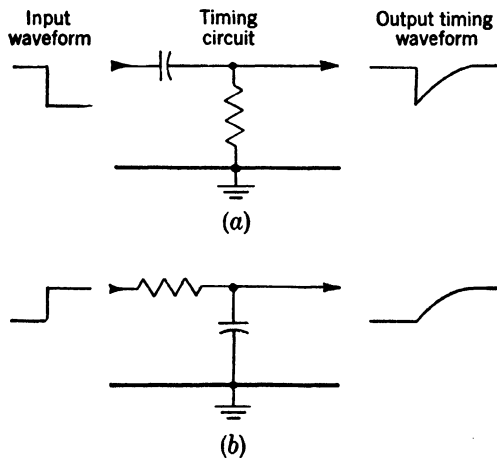 Input waveform
Timing circuit
Output timing waveform
(a)
(b)